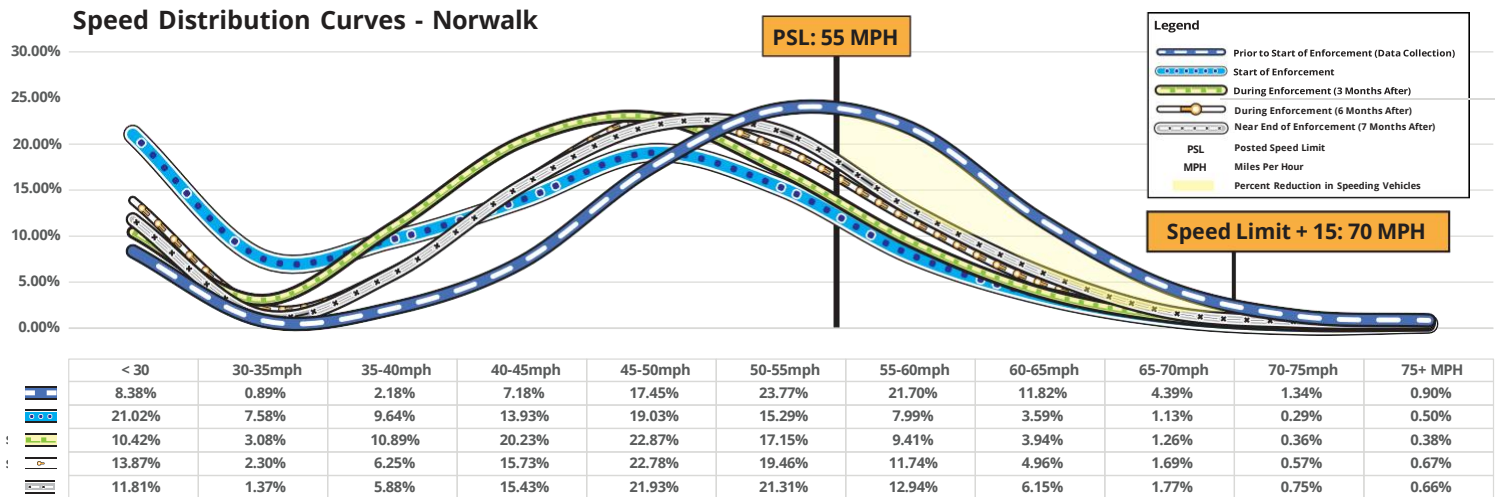 Speed Distribution Curves - Norwalk
PSL: 55 MPH
Legend
Prior to Start of Enforcement (Data Collection)
Start of Enforcement
During Enforcement (3 Months After)
During Enforcement (6 Months After)
Near End of Enforcement (7 Months After)
PSL Posted Speed Limit
MPH Miles Per Hour
Percent Reduction in Speeding Vehicles
Speed Limit + 15: 70 MPH
30.00%
25.00%
20.00%
15.00%
10.00%
5.00%
0.00%
< 30 30-35mph 35-40mph 40-45mph 45-50mph 50-55mph 55-60mph 60-65mph 65-70mph 70-75mph 75+ MPH
8.38% 0.89% 2.18% 7.18% 17.45% 23.77% 21.70% 11.82% 4.39% 1.34% 0.90%
21.02% 7.58% 9.64% 13.93% 19.03% 15.29% 7.99% 3.59% 1.13% 0.29% 0.50%
10.42% 3.08% 10.89% 20.23% 22.87% 17.15% 9.41% 3.94% 1.26% 0.36% 0.38%
13.87% 2.30% 6.25% 15.73% 22.78% 19.46% 11.74% 4.96% 1.69% 0.57% 0.67%
11.81% 1.37% 5.88% 15.43% 21.93% 21.31% 12.94% 6.15% 1.77% 0.75% 0.66%